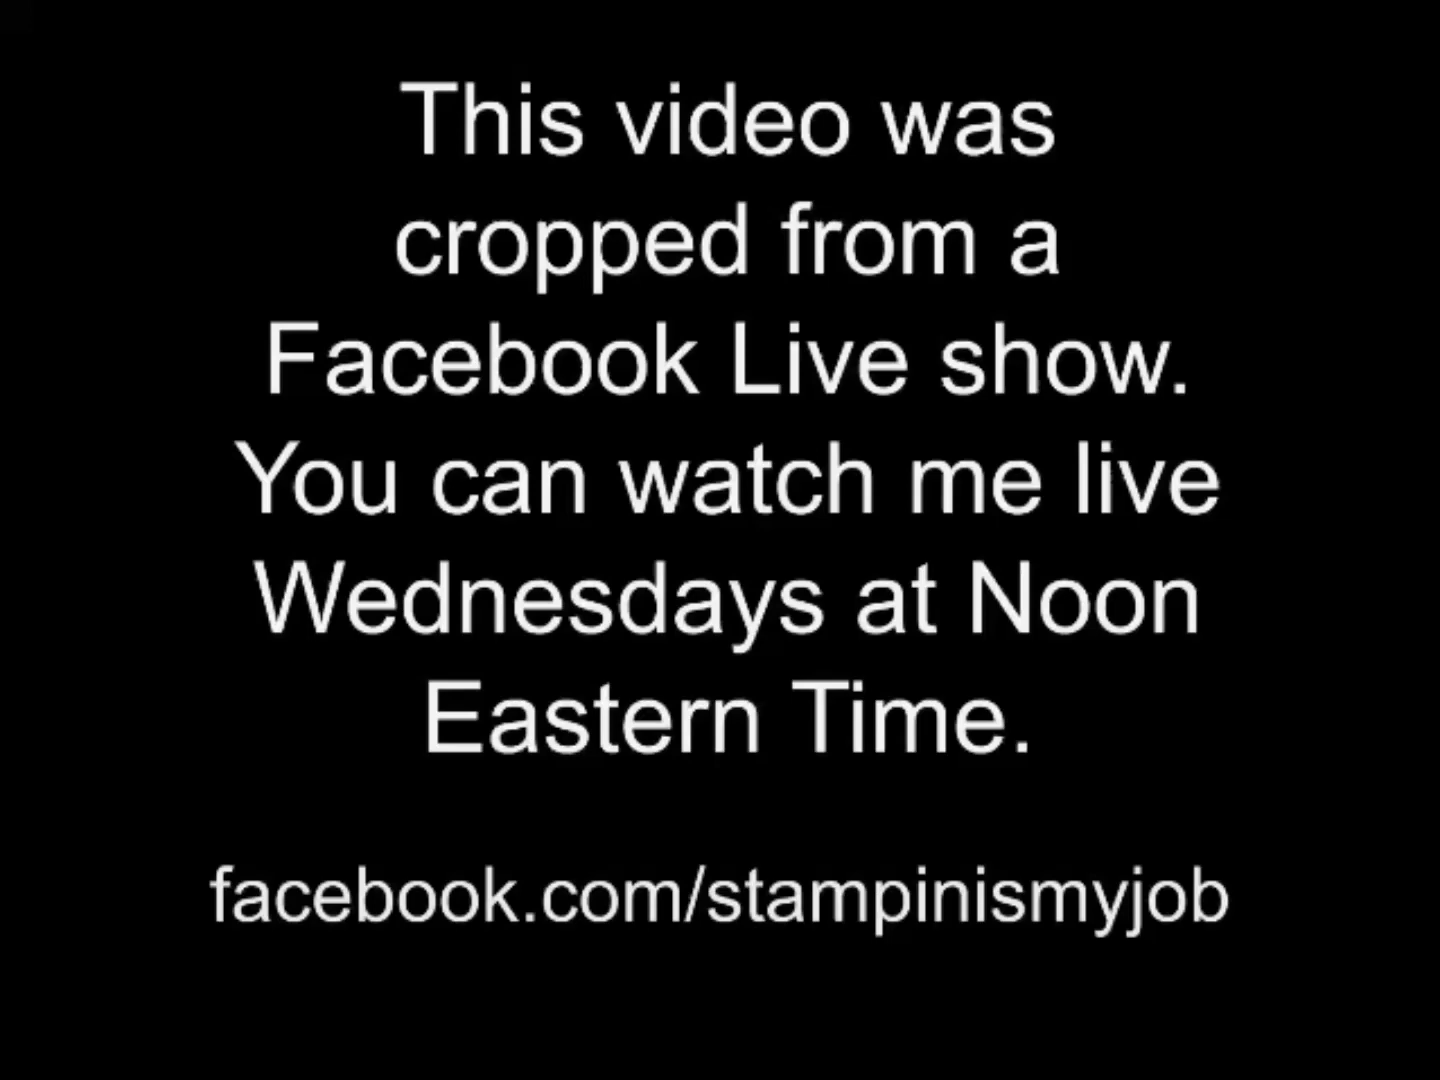 This video was
cropped from a
Facebook Live show.
You can watch me live
Wednesdays at Noon
Eastern Time.
facebook.com/stampinismyjob